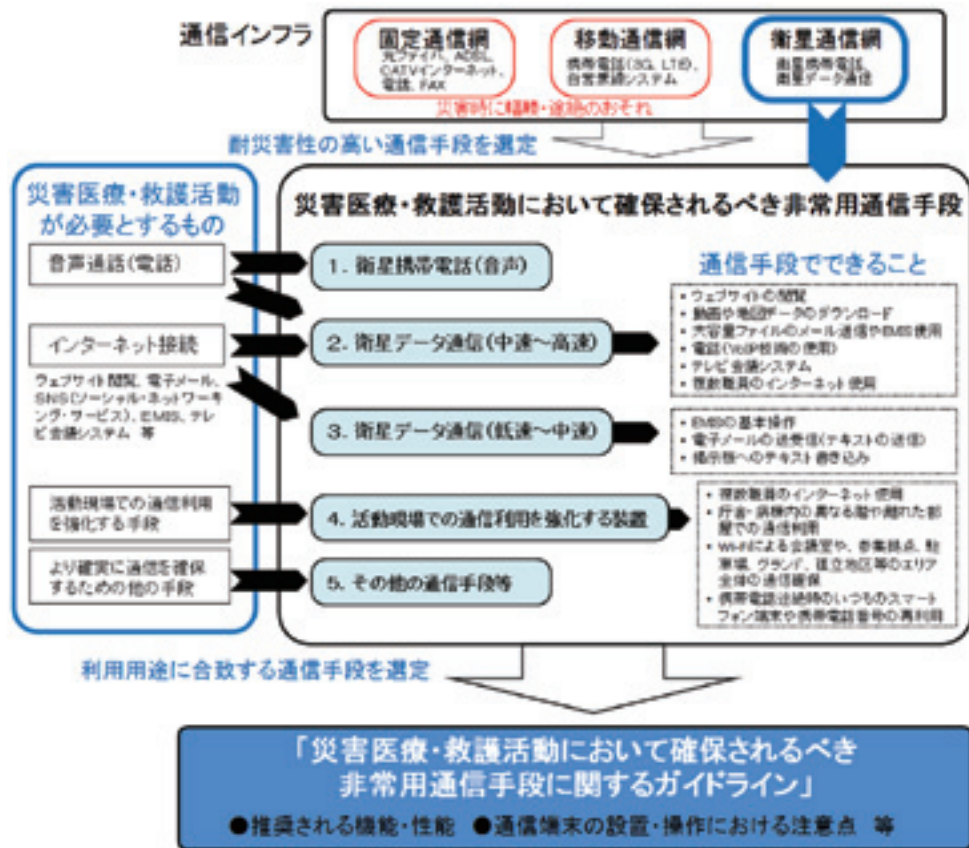 通信インフラ
固定通信網
光ファイバ、ADSL、
CATVインターネット、
電話、FAX
移動通信網
携帯電話(3G、LTE)、
自営無線システム
衛星通信網
衛星携帯電話、
衛星データ通信
災害時に輻輳・途絶のおそれ
耐災害性の高い通信手段を選定
災害医療・救護活動
が必要とするもの
音声通話(電話)
インターネット接続
ウェブサイト閲覧、電子メール、
SNS(ソーシャル・ネットワーキ
ング・サービス)、EMIS、テレ
ビ会議システム 等
活動現場での通信利用
を強化する手段
より確実に通信を確保
するための他の手段
災害医療・救護活動において確保されるべき非常用通信手段
1. 衛星携帯電話(音声)
2. 衛星データ通信(中速～高速)
3. 衛星データ通信(低速～中速)
4. 活動現場での通信利用を強化する装置
5. その他の通信手段等
通信手段でできること
・ウェブサイトの閲覧
・動画や地図データのダウンロード
・大容量ファイルのメール送信やEMIS使用
・電話(VoIP技術の使用)
・テレビ会議システム
・複数職員のインターネット使用
・EMISの基本操作
・電子メールの送受信(テキストの送信)
・掲示板へのテキスト書き込み
・複数職員のインターネット使用
・庁舎・病棟内の異なる階や離れた部
屋での通信利用
・Wi-Fiによる会議室や、参集拠点、駐
車場、グランド、孤立地区等のエリア
全体の通信確保
・携帯電話途絶時のいつものスマート
フォン端末や携帯電話番号の再利用
利用用途に合致する通信手段を選定
「災害医療・救護活動において確保されるべき
非常用通信手段に関するガイドライン」
●推奨される機能・性能 ●通信端末の設置・操作における注意点 等